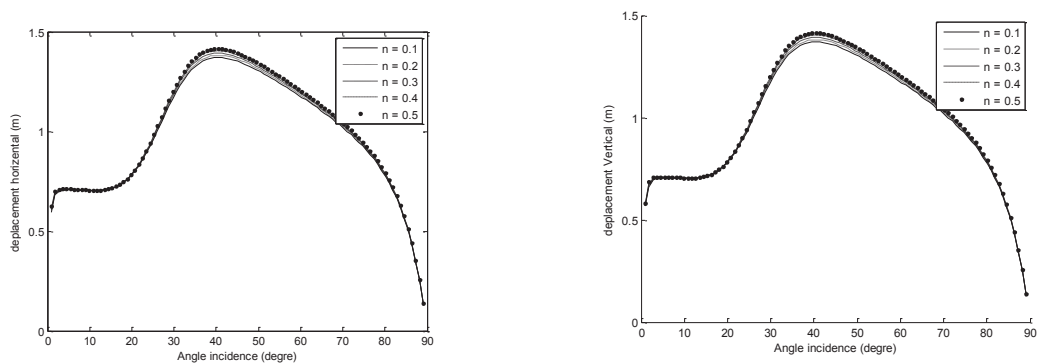 deplacement horizental (m)
1.5
1
0.5
0
0 10 20 30 40 50 60 70 80 90
Angle incidence (degre)
n = 0.1
n = 0.2
n = 0.3
n = 0.4
n = 0.5
deplacement Vertical (m)
1.5
1
0.5
0
0 10 20 30 40 50 60 70 80 90
Angle incidence (degre)
n = 0.1
n = 0.2
n = 0.3
n = 0.4
n = 0.5